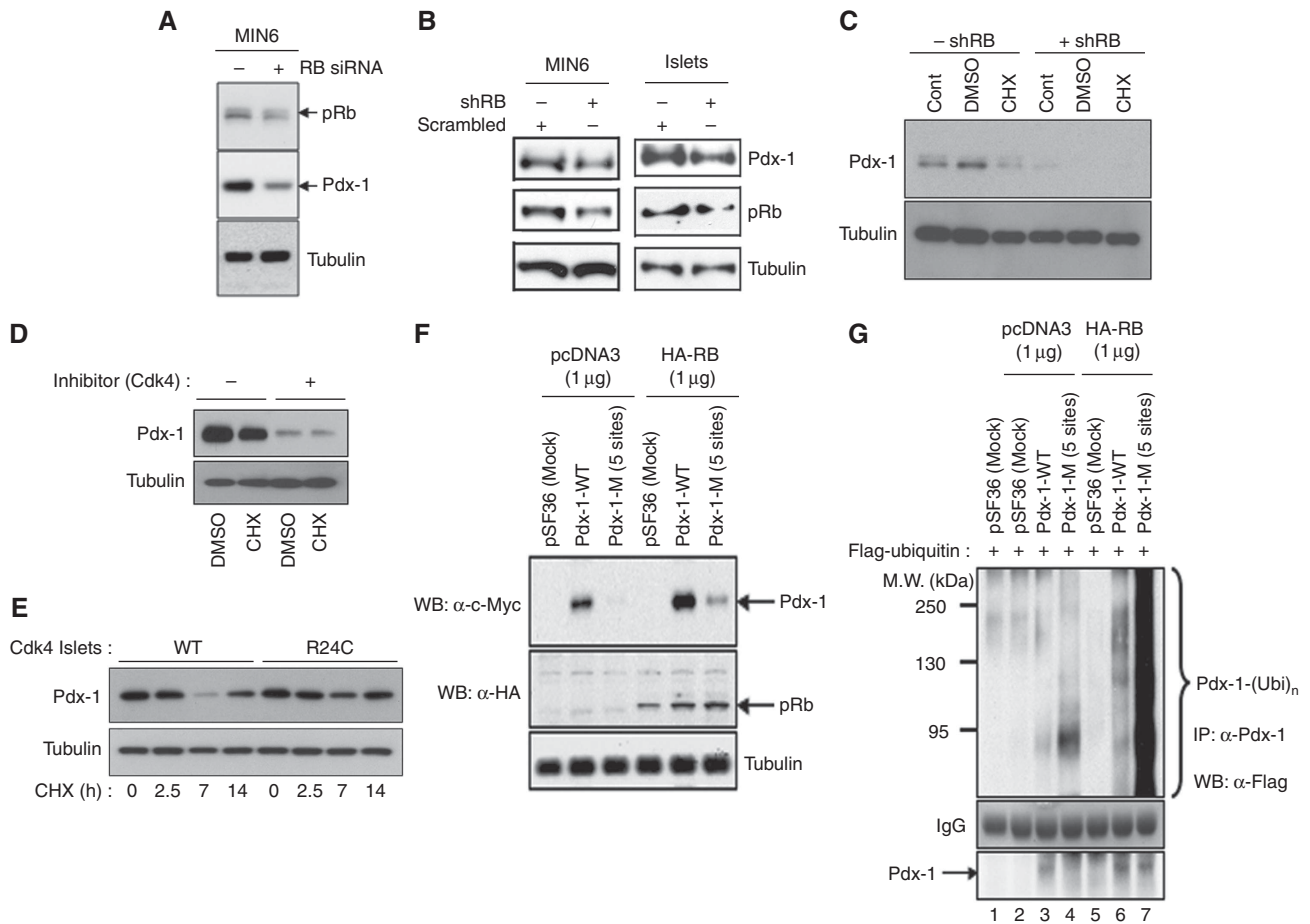 A
MIN6
– + RB siRNA
pRb
Pdx-1
Tubulin
B
MIN6 Islets
shRB – + – +
Scrambled + – + –
Pdx-1
pRb
Tubulin
C
– shRB + shRB
Cont DMSO CHX Cont DMSO CHX
Pdx-1
Tubulin
D
Inhibitor (Cdk4) : – +
Pdx-1
Tubulin
DMSO CHX DMSO CHX
E
Cdk4 Islets : WT R24C
Pdx-1
Tubulin
CHX (h) : 0 2.5 7 14 0 2.5 7 14
F
pcDNA3 (1 μg) HA-RB (1 μg)
pSF36 (Mock) Pdx-1-WT Pdx-1-M (5 sites) pSF36 (Mock) Pdx-1-WT Pdx-1-M (5 sites)
WB: α-c-Myc Pdx-1
WB: α-HA pRb
Tubulin
G
pcDNA3 (1 μg) HA-RB (1 μg)
pSF36 (Mock) pSF36 (Mock) Pdx-1-WT Pdx-1-M (5 sites) pSF36 (Mock) Pdx-1-WT Pdx-1-M (5 sites)
Flag-ubiquitin : + + + + + + +
M.W. (kDa)
250
130
95
Pdx-1-(Ubi)n
IP: α-Pdx-1
WB: α-Flag
IgG
Pdx-1
1 2 3 4 5 6 7